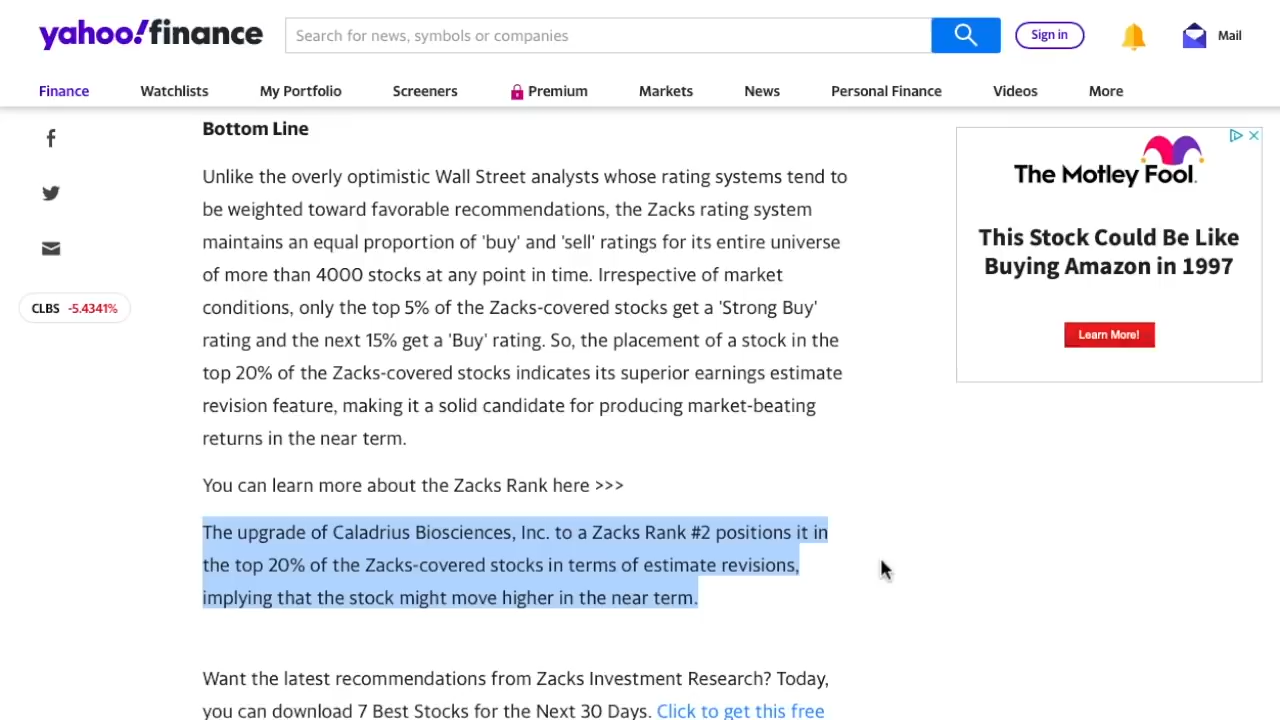 yahoo!finance
Search for news, symbols or companies
Sign in
Mail
Finance
Watchlists
My Portfolio
Screeners
Premium
Markets
News
Personal Finance
Videos
More
CLBS -5.4341%
Bottom Line
Unlike the overly optimistic Wall Street analysts whose rating systems tend to
be weighted toward favorable recommendations, the Zacks rating system
maintains an equal proportion of 'buy' and 'sell' ratings for its entire universe
of more than 4000 stocks at any point in time. Irrespective of market
conditions, only the top 5% of the Zacks-covered stocks get a 'Strong Buy'
rating and the next 15% get a 'Buy' rating. So, the placement of a stock in the
top 20% of the Zacks-covered stocks indicates its superior earnings estimate
revision feature, making it a solid candidate for producing market-beating
returns in the near term.
You can learn more about the Zacks Rank here >>>
The upgrade of Caladrius Biosciences, Inc. to a Zacks Rank #2 positions it in
the top 20% of the Zacks-covered stocks in terms of estimate revisions,
implying that the stock might move higher in the near term.
Want the latest recommendations from Zacks Investment Research? Today,
you can download 7 Best Stocks for the Next 30 Days. Click to get this free
The Motley Fool.
This Stock Could Be Like
Buying Amazon in 1997
Learn More!